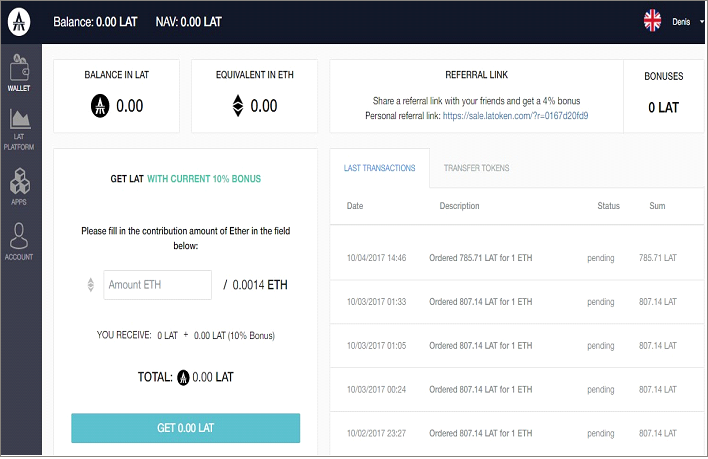 Balance: 0.00 LAT NAV: 0.00 LAT Denis
WALLET
LAT
PLATFORM
APPS
ACCOUNT
BALANCE IN LAT
0.00
EQUIVALENT IN ETH
0.00
REFERRAL LINK
Share a referral link with your friends and get a 4% bonus
Personal referral link: https://sale.latoken.com/?r=0167d20fd9
BONUSES
0 LAT
GET LAT WITH CURRENT 10% BONUS
Please fill in the contribution amount of Ether in the field
below:
Amount ETH / 0.0014 ETH
YOU RECEIVE: 0 LAT + 0.00 LAT (10% Bonus)
TOTAL: 0.00 LAT
GET 0.00 LAT
LAST TRANSACTIONS TRANSFER TOKENS
Date Description Status Sum
10/04/2017 14:46 Ordered 785.71 LAT for 1 ETH pending 785.71 LAT
10/03/2017 01:33 Ordered 807.14 LAT for 1 ETH pending 807.14 LAT
10/03/2017 01:05 Ordered 807.14 LAT for 1 ETH pending 807.14 LAT
10/03/2017 00:24 Ordered 807.14 LAT for 1 ETH pending 807.14 LAT
10/02/2017 23:27 Ordered 807.14 LAT for 1 ETH pending 807.14 LAT